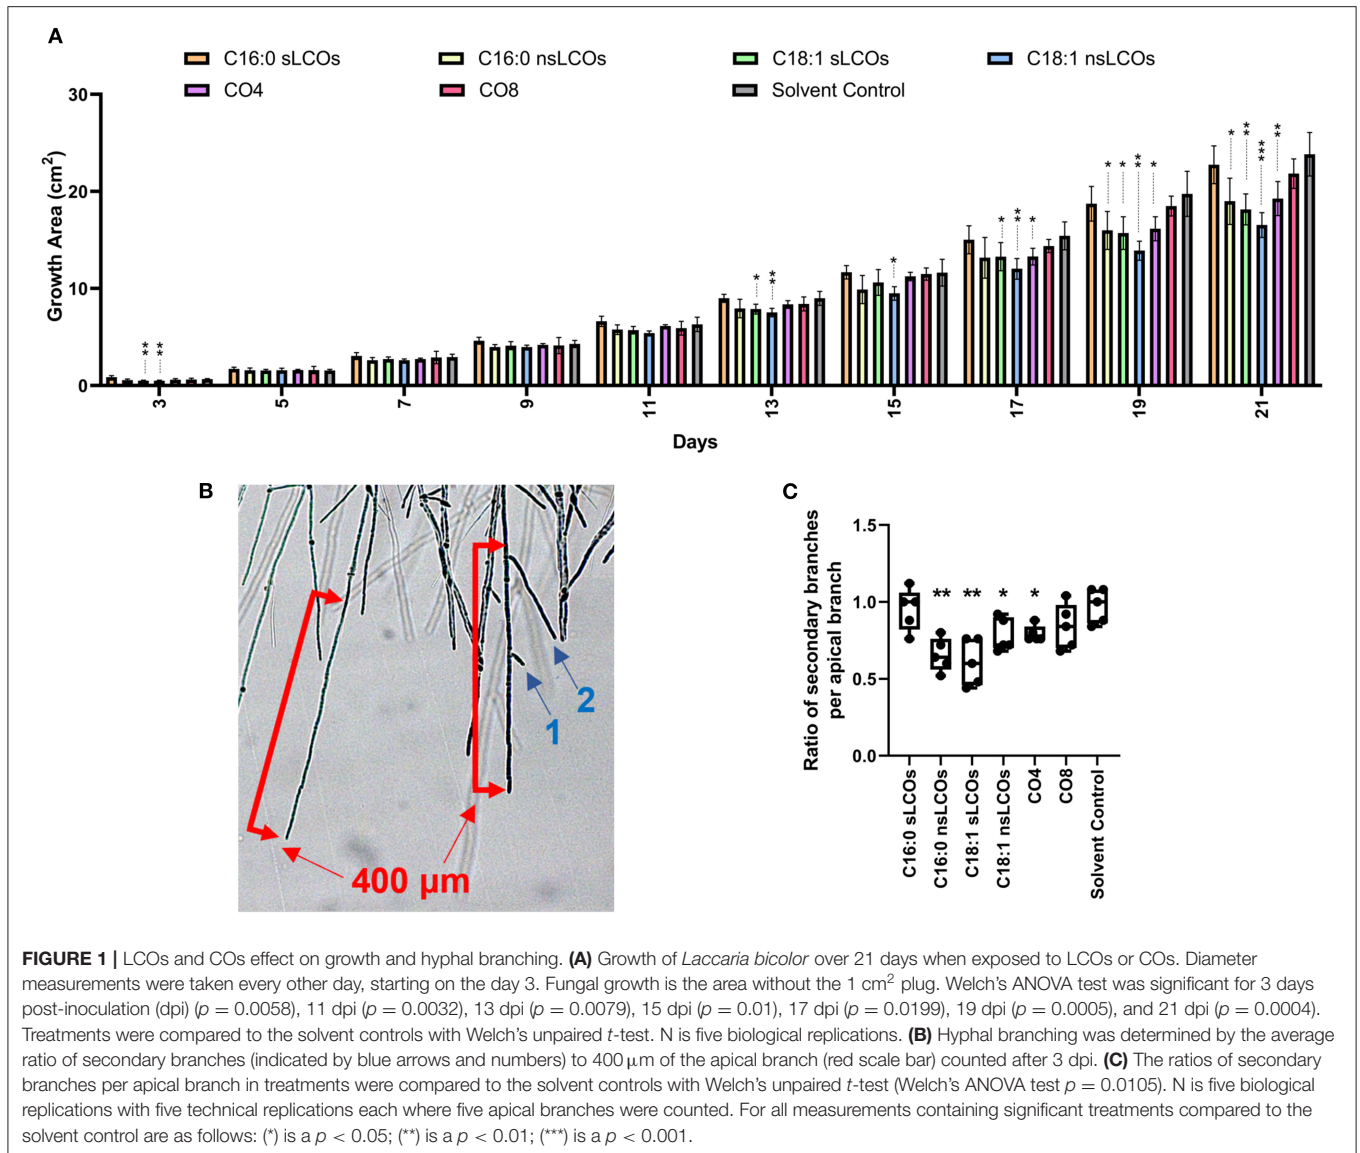 A
C16:0 sLCOs C16:0 nsLCOs C18:1 sLCOs C18:1 nsLCOs
CO4 CO8 Solvent Control
Growth Area (cm²)
30
20
10
0
** ** * ** * * ** * * * ** * * ** *** **
3 5 7 9 11 13 15 17 19 21
Days
B
1
2
400 µm
C
Ratio of secondary branches
per apical branch
1.5
1.0
0.5
0.0
** ** * *
C16:0 sLCOs
C16:0 nsLCOs
C18:1 sLCOs
C18:1 nsLCOs
CO4
CO8
Solvent Control
FIGURE 1 | LCOs and COs effect on growth and hyphal branching. (A) Growth of Laccaria bicolor over 21 days when exposed to LCOs or COs. Diameter
measurements were taken every other day, starting on the day 3. Fungal growth is the area without the 1 cm² plug. Welch's ANOVA test was significant for 3 days
post-inoculation (dpi) (p = 0.0058), 11 dpi (p = 0.0032), 13 dpi (p = 0.0079), 15 dpi (p = 0.01), 17 dpi (p = 0.0199), 19 dpi (p = 0.0005), and 21 dpi (p = 0.0004).
Treatments were compared to the solvent controls with Welch's unpaired t-test. N is five biological replications. (B) Hyphal branching was determined by the average
ratio of secondary branches (indicated by blue arrows and numbers) to 400 µm of the apical branch (red scale bar) counted after 3 dpi. (C) The ratios of secondary
branches per apical branch in treatments were compared to the solvent controls with Welch's unpaired t-test (Welch's ANOVA test p = 0.0105). N is five biological
replications with five technical replications each where five apical branches were counted. For all measurements containing significant treatments compared to the
solvent control are as follows: (*) is a p < 0.05; (**) is a p < 0.01; (***) is a p < 0.001.